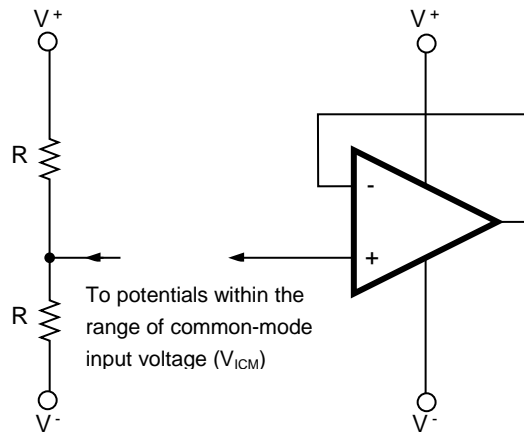 V+
V+
R
-
+
To potentials within the
R
range of common-mode
input voltage (VICM)
V-
V-